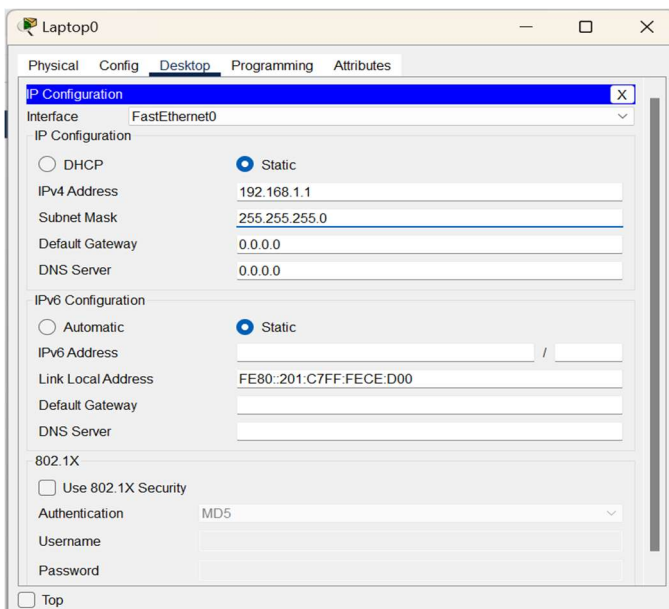 Laptop0
Physical Config Desktop Programming Attributes
IP Configuration X
Interface FastEthernet0
IP Configuration
DHCP Static
IPv4 Address 192.168.1.1
Subnet Mask 255.255.255.0
Default Gateway 0.0.0.0
DNS Server 0.0.0.0
IPv6 Configuration
Automatic Static
IPv6 Address /
Link Local Address FE80::201:C7FF:FECE:D00
Default Gateway
DNS Server
802.1X
Use 802.1X Security
Authentication MD5
Username
Password
Top